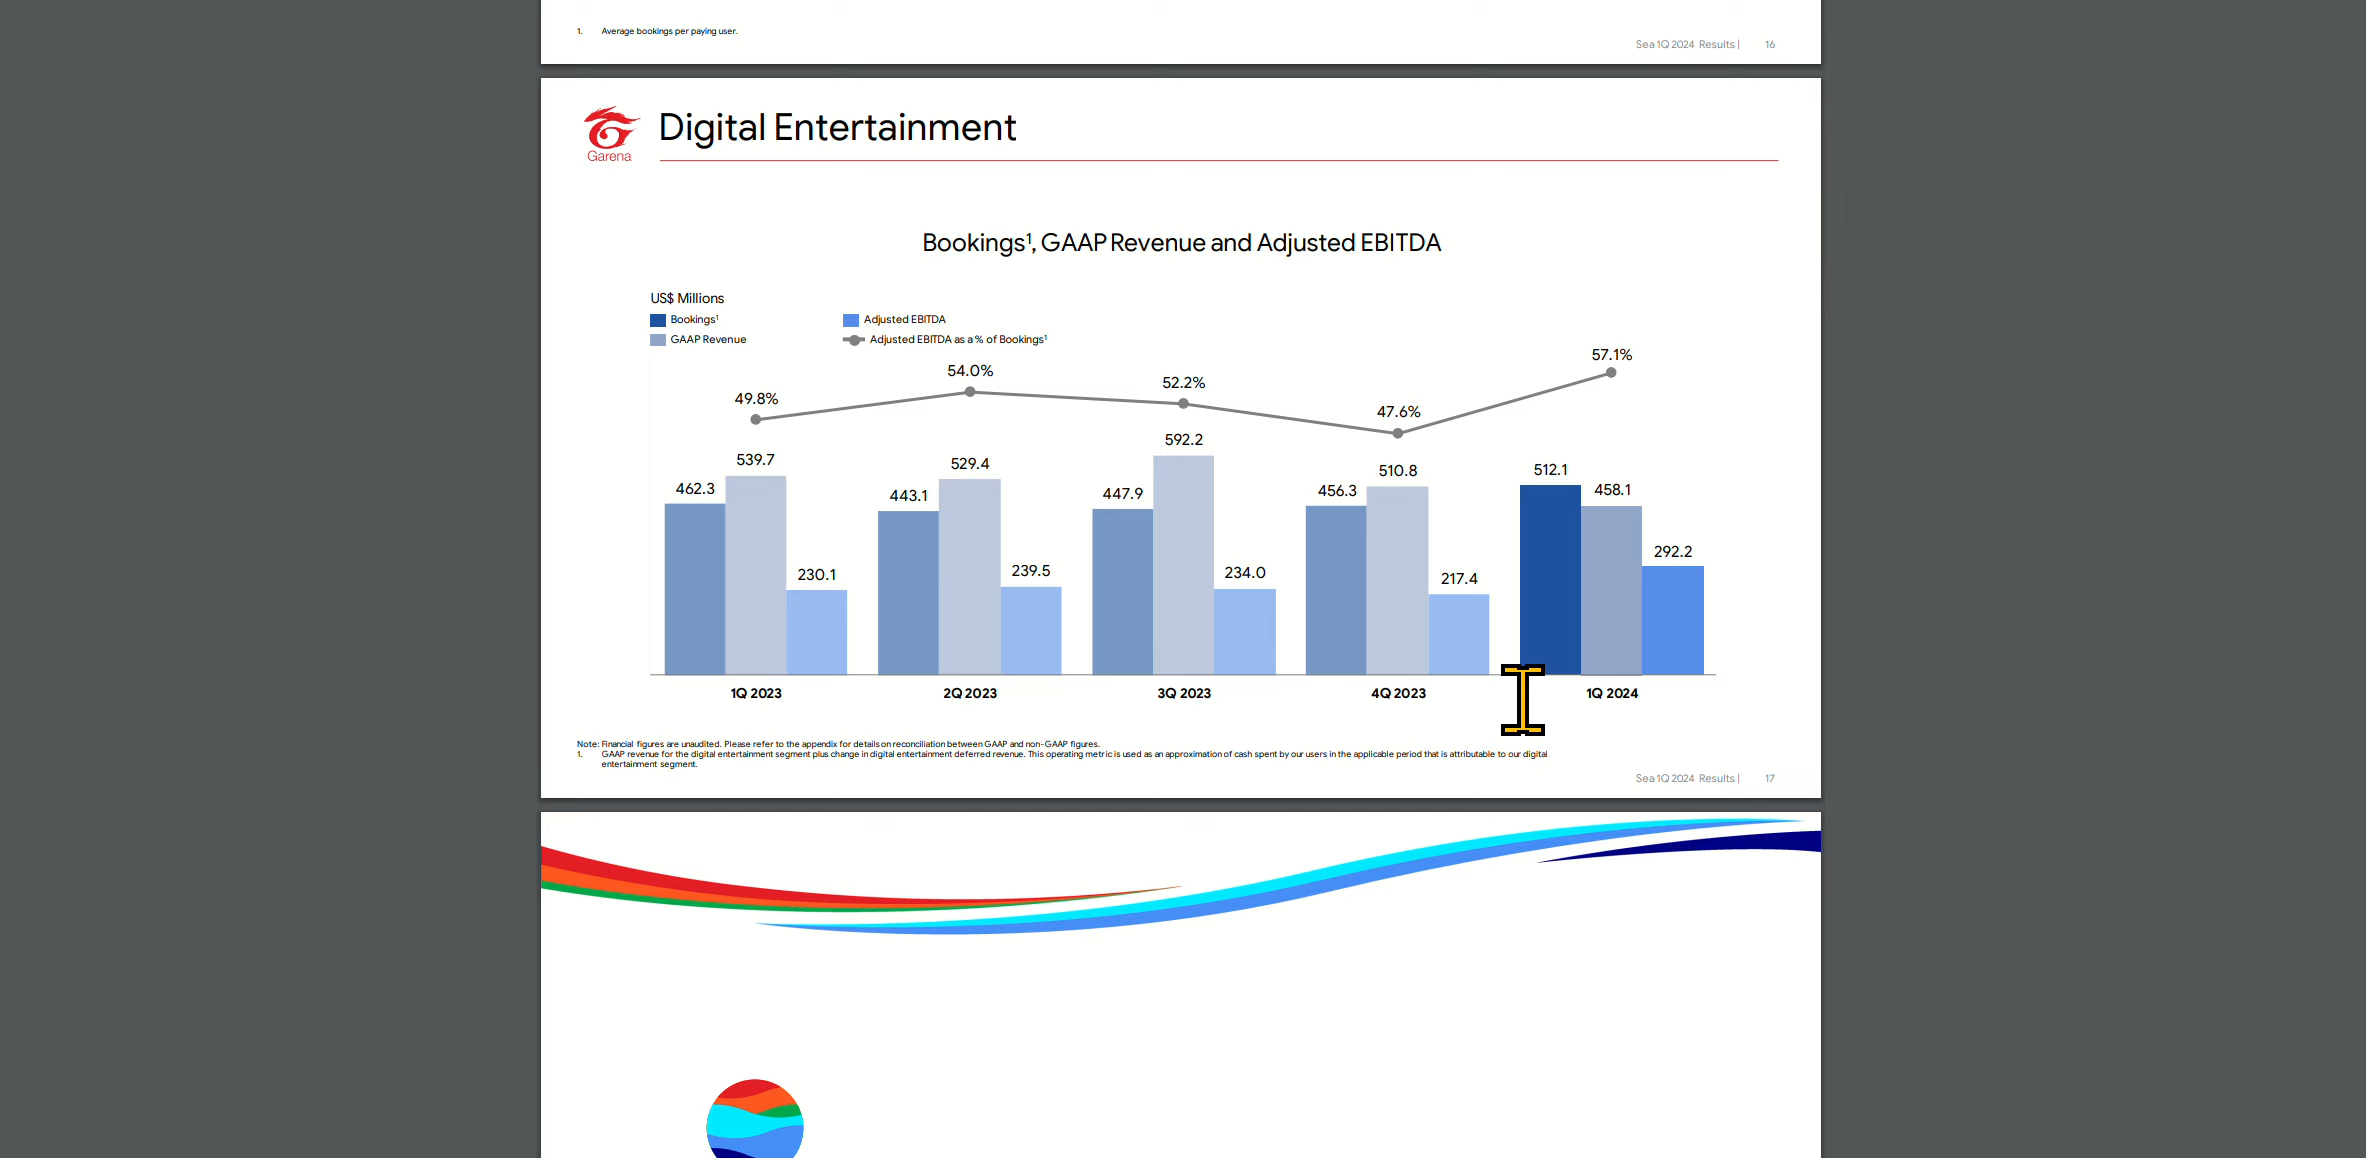 1. Average bookings per paying user.
Sea 1Q 2024 Results | 16
Garena
Digital Entertainment
Bookings¹, GAAP Revenue and Adjusted EBITDA
US$ Millions
Bookings¹ Adjusted EBITDA
GAAP Revenue Adjusted EBITDA as a % of Bookings¹
49.8% 54.0% 52.2% 47.6% 57.1%
462.3 539.7 230.1
443.1 529.4 239.5
447.9 592.2 234.0
456.3 510.8 217.4
512.1 458.1 292.2
1Q 2023 2Q 2023 3Q 2023 4Q 2023 1Q 2024
Note: Financial figures are unaudited. Please refer to the appendix for details on reconciliation between GAAP and non-GAAP figures.
1. GAAP revenue for the digital entertainment segment plus change in digital entertainment deferred revenue. This operating metric is used as an approximation of cash spent by our users in the applicable period that is attributable to our digital
entertainment segment.
Sea 1Q 2024 Results | 17